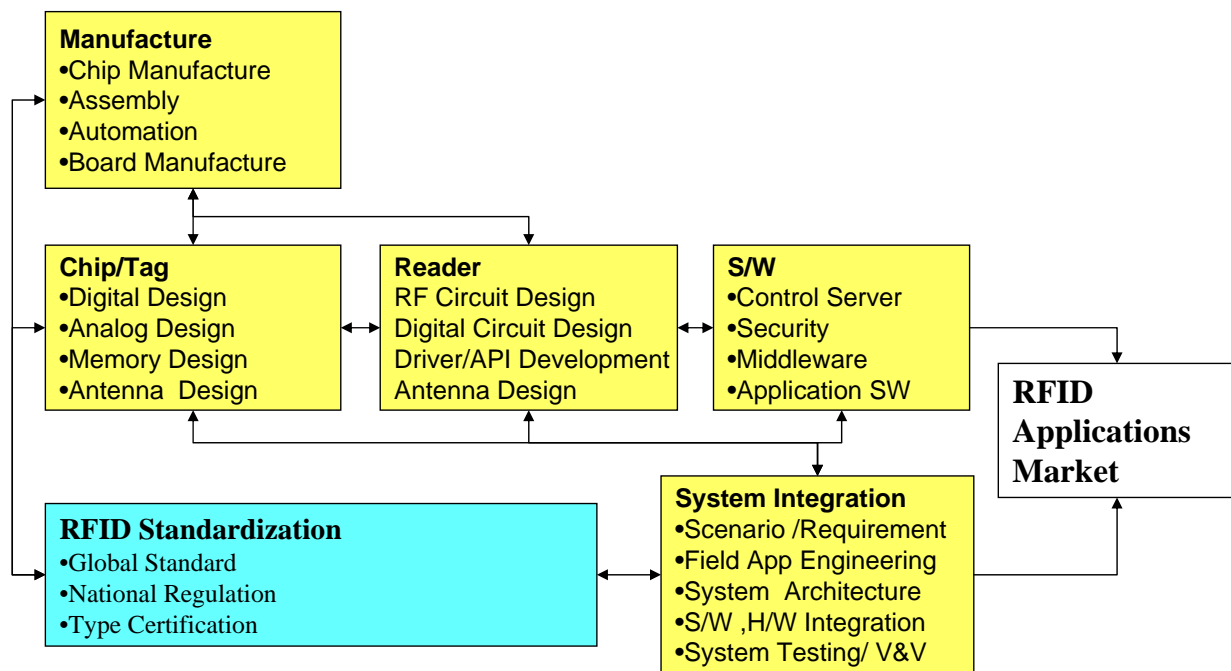 Manufacture
•Chip Manufacture
•Assembly
•Automation
•Board Manufacture
Chip/Tag
•Digital Design
•Analog Design
•Memory Design
•Antenna Design
Reader
RF Circuit Design
Digital Circuit Design
Driver/API Development
Antenna Design
S/W
•Control Server
•Security
•Middleware
•Application SW
RFID
Applications
Market
RFID Standardization
•Global Standard
•National Regulation
•Type Certification
System Integration
•Scenario /Requirement
•Field App Engineering
•System Architecture
•S/W ,H/W Integration
•System Testing/ V&V